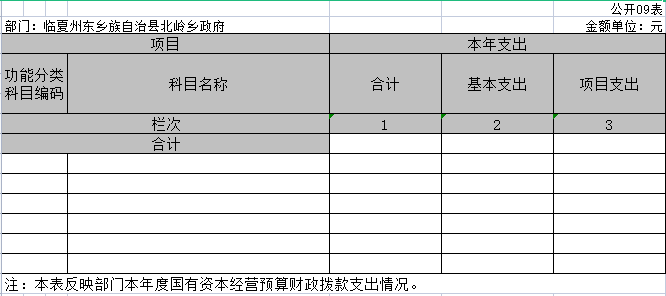 公开09表
部门：临夏州东乡族自治县北岭乡政府 金额单位：元
项目 本年支出
功能分类科目编码 科目名称 合计 基本支出 项目支出
栏次 1 2 3
合计
注：本表反映部门本年度国有资本经营预算财政拨款支出情况。